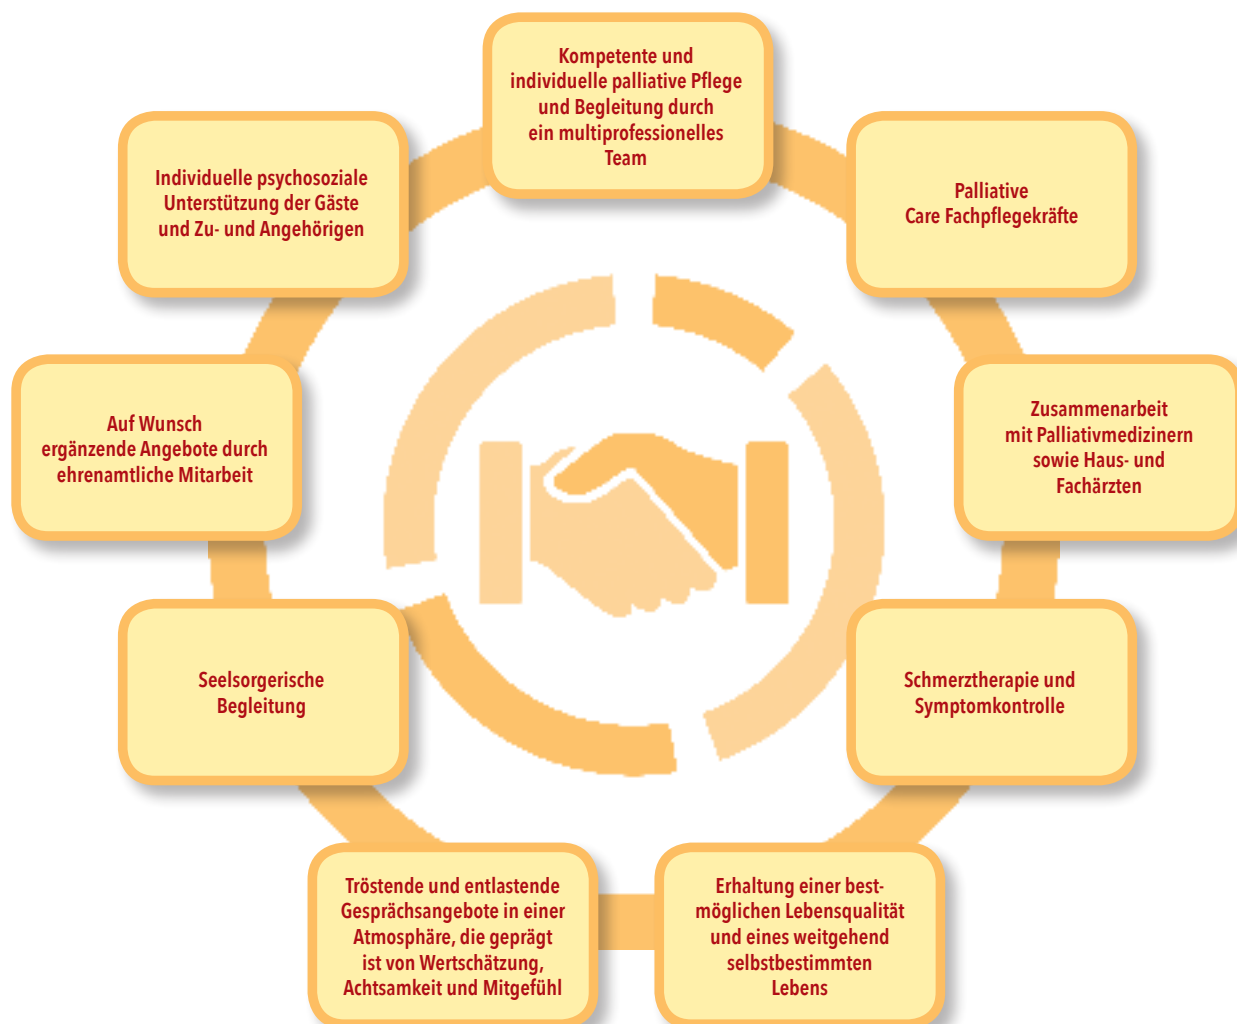 Kompetente und
individuelle palliative Pflege
und Begleitung durch
ein multiprofessionelles
Team
Palliative
Care Fachpflegekräfte
Zusammenarbeit
mit Palliativmedizinern
sowie Haus- und
Fachärzten
Schmerztherapie und
Symptomkontrolle
Erhaltung einer best-
möglichen Lebensqualität
und eines weitgehend
selbstbestimmten
Lebens
Tröstende und entlastende
Gesprächsangebote in einer
Atmosphäre, die geprägt
ist von Wertschätzung,
Achtsamkeit und Mitgefühl
Seelsorgerische
Begleitung
Auf Wunsch
ergänzende Angebote durch
ehrenamtliche Mitarbeit
Individuelle psychosoziale
Unterstützung der Gäste
und Zu- und Angehörigen